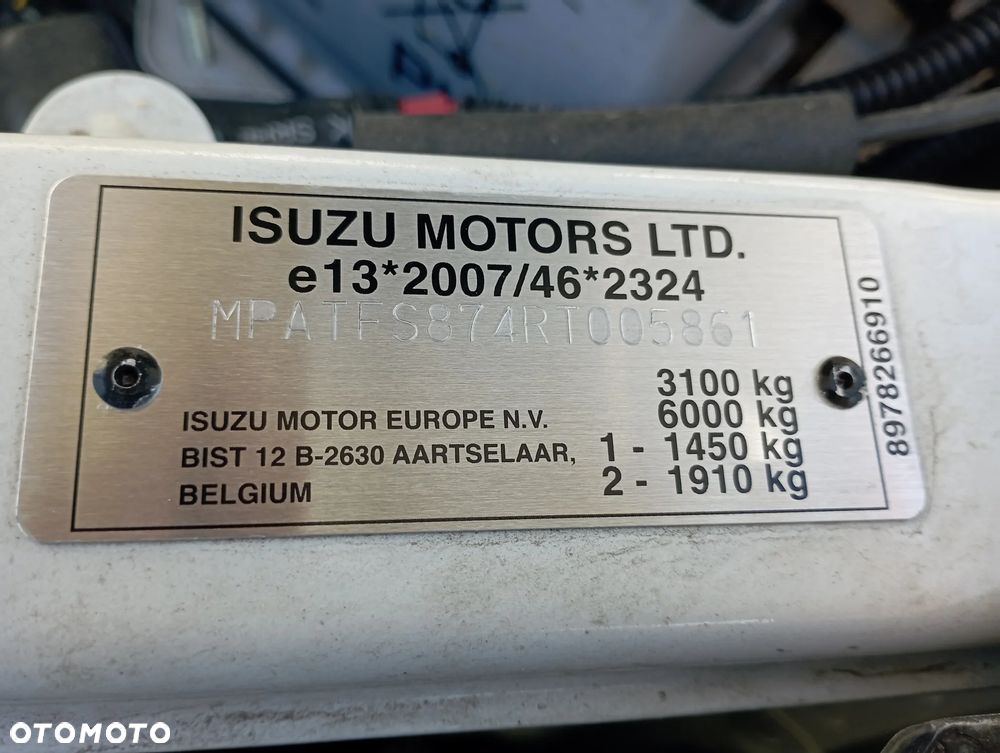 ISUZU MOTORS LTD.
e13*2007/46*2324
MPATFS874RT005861
3100 kg
6000 kg
1 - 1450 kg
2 - 1910 kg
ISUZU MOTOR EUROPE N.V.
BIST 12 B-2630 AARTSELAAR,
BELGIUM
8978266910
OTOMOTO